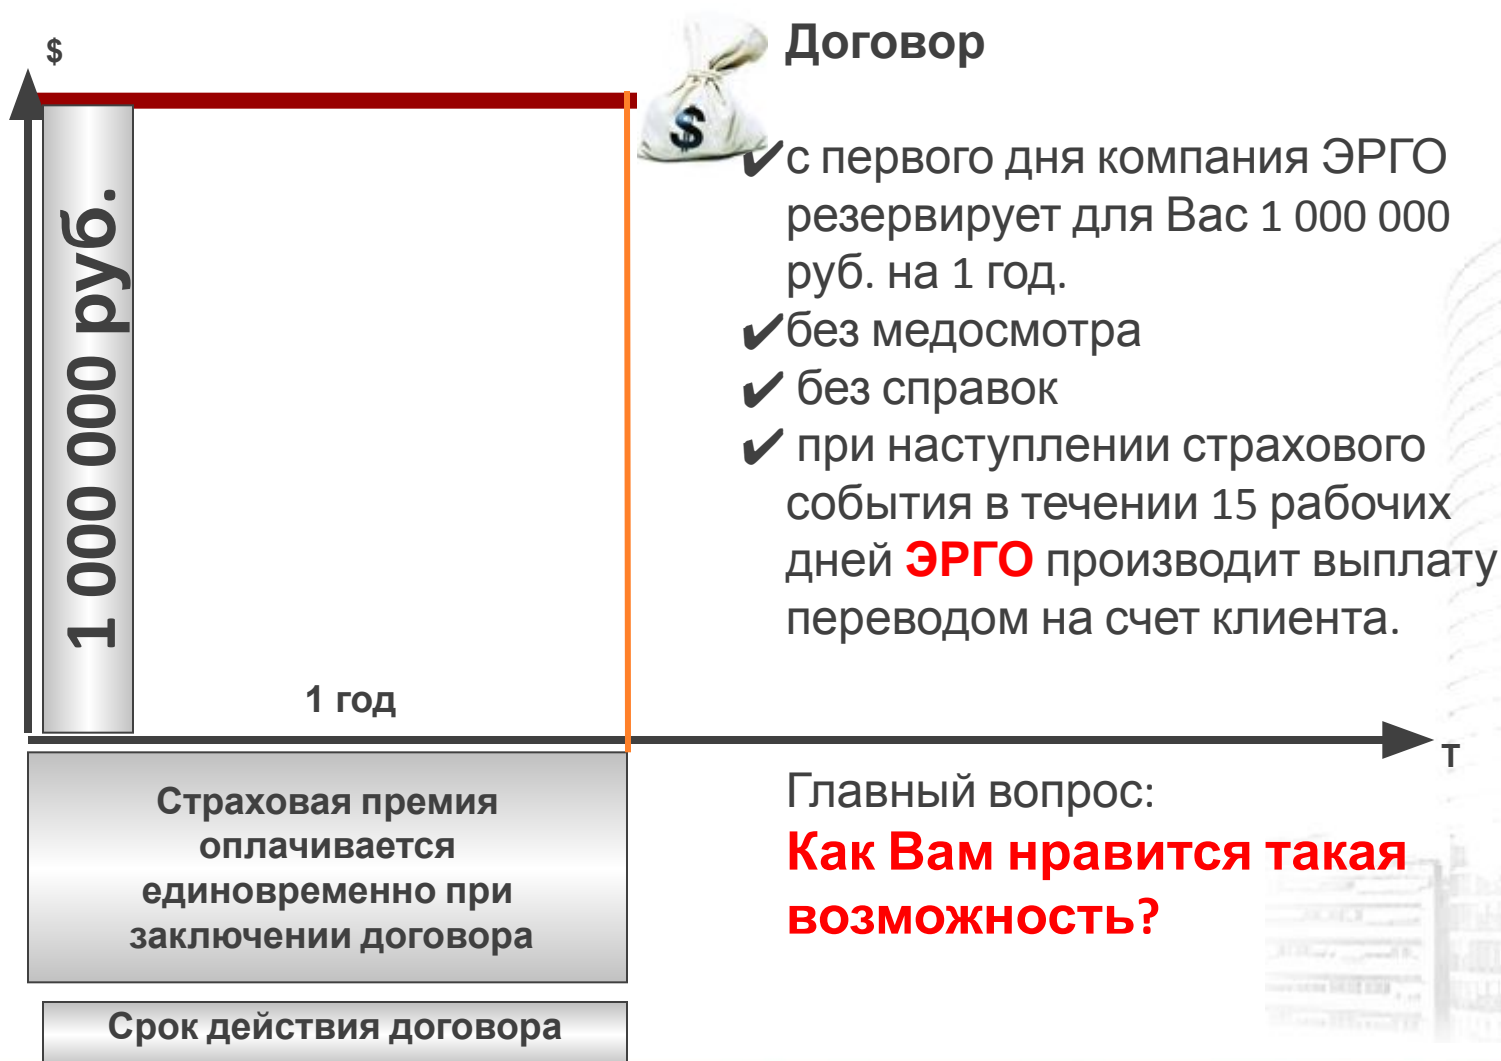 $
Договор
$
✔с первого дня компания ЭРГО
резервирует для Вас 1 000 000
руб. на 1 год.
✔без медосмотра
✔ без справок
✔ при наступлении страхового
события в течении 15 рабочих
дней ЭРГО производит выплату
переводом на счет клиента.
1 000 000 руб.
1 год
T
Страховая премия
оплачивается
единовременно при
заключении договора
Срок действия договора
Главный вопрос:
Как Вам нравится такая
возможность?